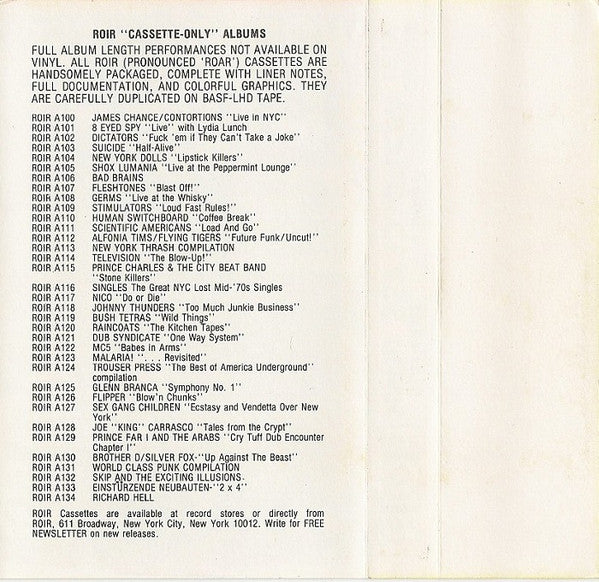 ROIR "CASSETTE-ONLY" ALBUMS
FULL ALBUM LENGTH PERFORMANCES NOT AVAILABLE ON
VINYL. ALL ROIR (PRONOUNCED 'ROAR') CASSETTES ARE
HANDSOMELY PACKAGED, COMPLETE WITH LINER NOTES,
FULL DOCUMENTATION, AND COLORFUL GRAPHICS. THEY
ARE CAREFULLY DUPLICATED ON BASF-LHD TAPE.
ROIR A100 JAMES CHANCE/CONTORTIONS "Live in NYC"
ROIR A101 8 EYED SPY "Live" with Lydia Lunch
ROIR A102 DICTATORS "Fuck 'em if They Can't Take a Joke"
ROIR A103 SUICIDE "Half-Alive"
ROIR A104 NEW YORK DOLLS "Lipstick Killers"
ROIR A105 SHOX LUMANIA "Live at the Peppermint Lounge"
ROIR A106 BAD BRAINS
ROIR A107 FLESHTONES "Blast Off!"
ROIR A108 GERMS "Live at the Whisky"
ROIR A109 STIMULATORS "Loud Fast Rules!"
ROIR A110 HUMAN SWITCHBOARD "Coffee Break"
ROIR A111 SCIENTIFIC AMERICANS "Load And Go"
ROIR A112 ALFONIA TIMS/FLYING TIGERS "Future Funk/Uncut!"
ROIR A113 NEW YORK THRASH COMPILATION
ROIR A114 TELEVISION "The Blow-Up!"
ROIR A115 PRINCE CHARLES & THE CITY BEAT BAND
"Stone Killers"
ROIR A116 SINGLES The Great NYC Lost Mid-'70s Singles
ROIR A117 NICO "Do or Die"
ROIR A118 JOHNNY THUNDERS "Too Much Junkie Business"
ROIR A119 BUSH TETRAS "Wild Things"
ROIR A120 RAINCOATS "The Kitchen Tapes"
ROIR A121 DUB SYNDICATE "One Way System"
ROIR A122 MC5 "Babes in Arms"
ROIR A123 MALARIA! ". . . Revisited"
ROIR A124 TROUSER PRESS "The Best of America Underground"
compilation
ROIR A125 GLENN BRANCA "Symphony No. 1"
ROIR A126 FLIPPER "Blow'n Chunks"
ROIR A127 SEX GANG CHILDREN "Ecstasy and Vendetta Over New
York"
ROIR A128 JOE "KING" CARRASCO "Tales from the Crypt"
ROIR A129 PRINCE FAR I AND THE ARABS "Cry Tuff Dub Encounter
Chapter I"
ROIR A130 BROTHER D/SILVER FOX-"Up Against The Beast"
ROIR A131 WORLD CLASS PUNK COMPILATION
ROIR A132 SKIP AND THE EXCITING ILLUSIONS
ROIR A133 EINSTÜRZENDE NEUBAUTEN-"2 x 4"
ROIR A134 RICHARD HELL
ROIR Cassettes are available at record stores or directly from
ROIR, 611 Broadway, New York City, New York 10012. Write for FREE
NEWSLETTER on new releases.